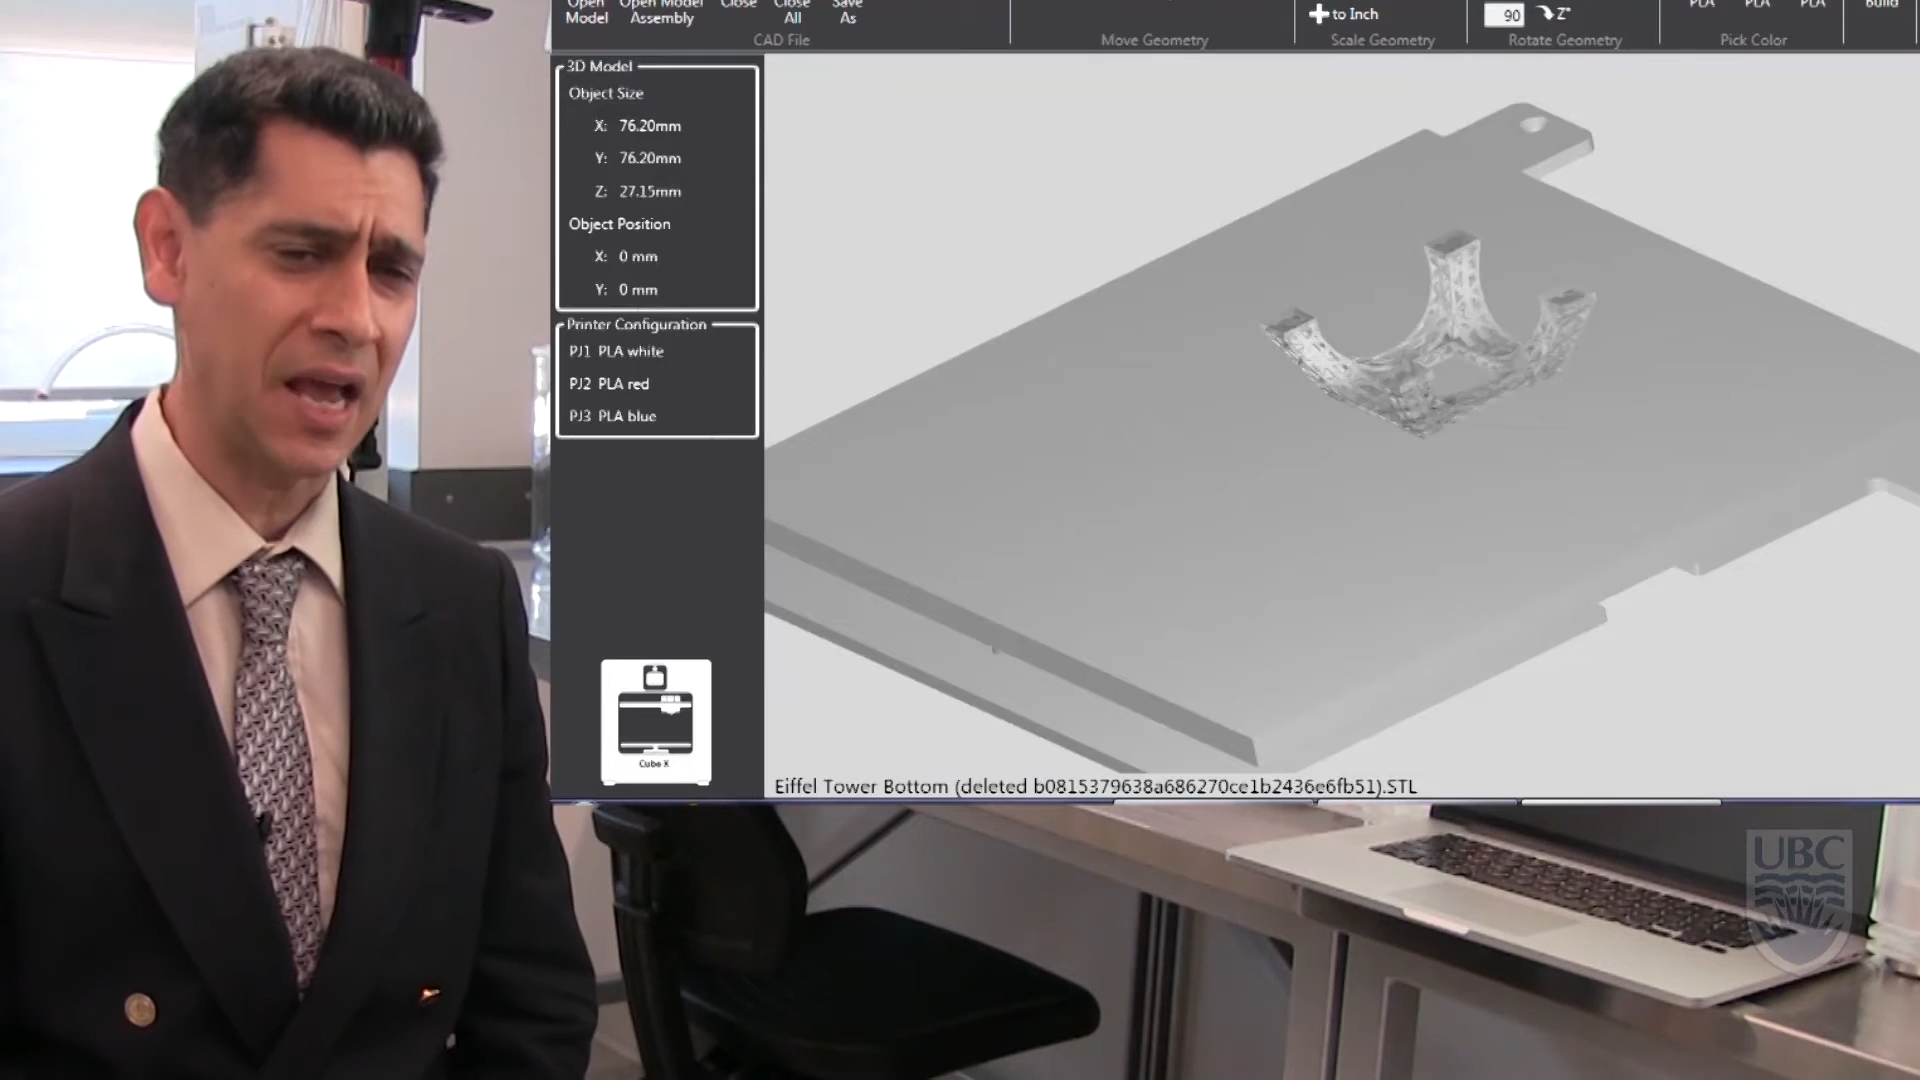 Open Model
Open Model Assembly
Close
Close All
Save As
CAD File
Move Geometry
to Inch
Scale Geometry
90 Z°
Rotate Geometry
PLA PLA PLA
Pick Color
Build
3D Model
Object Size
X: 76.20mm
Y: 76.20mm
Z: 27.15mm
Object Position
X: 0 mm
Y: 0 mm
Printer Configuration
PJ1 PLA white
PJ2 PLA red
PJ3 PLA blue
Cube X
Eiffel Tower Bottom (deleted b0815379638a686270ce1b2436e6fb51).STL
UBC